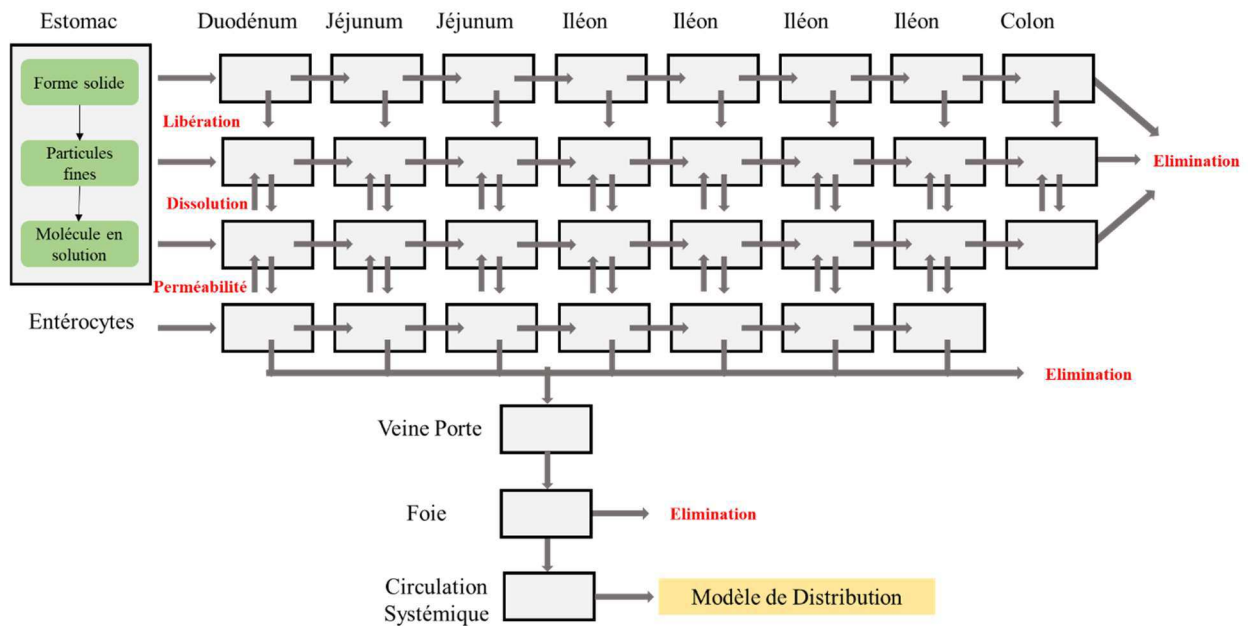 Estomac
Duodénum
Jéjunum
Jéjunum
Iléon
Iléon
Iléon
Iléon
Colon
Forme solide
Libération
Particules
fines
Elimination
Dissolution
Molécule en
solution
Perméabilité
Entérocytes
Elimination
Veine Porte
Foie
Elimination
Circulation
Systémique
Modèle de Distribution